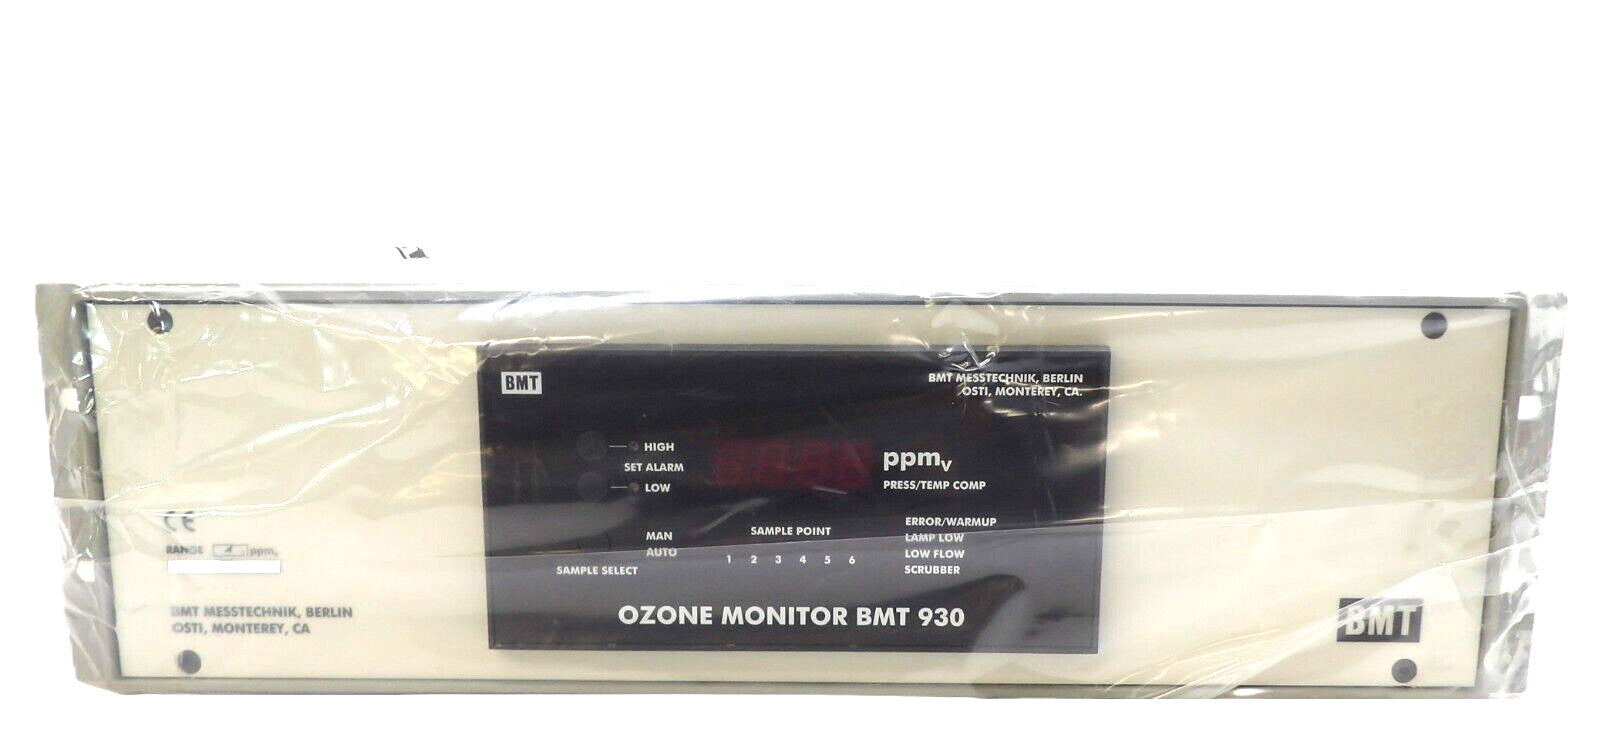 BMT
BMT MESSTECHNIK, BERLIN
OSTI, MONTEREY, CA.
HIGH
SET ALARM
LOW
ppmv
PRESS/TEMP COMP
MAN
AUTO
SAMPLE SELECT
SAMPLE POINT
1 2 3 4 5 6
ERROR/WARMUP
LAMP LOW
LOW FLOW
SCRUBBER
OZONE MONITOR BMT 930
CE
RANGE ppmv
BMT MESSTECHNIK, BERLIN
OSTI, MONTEREY, CA
BMT